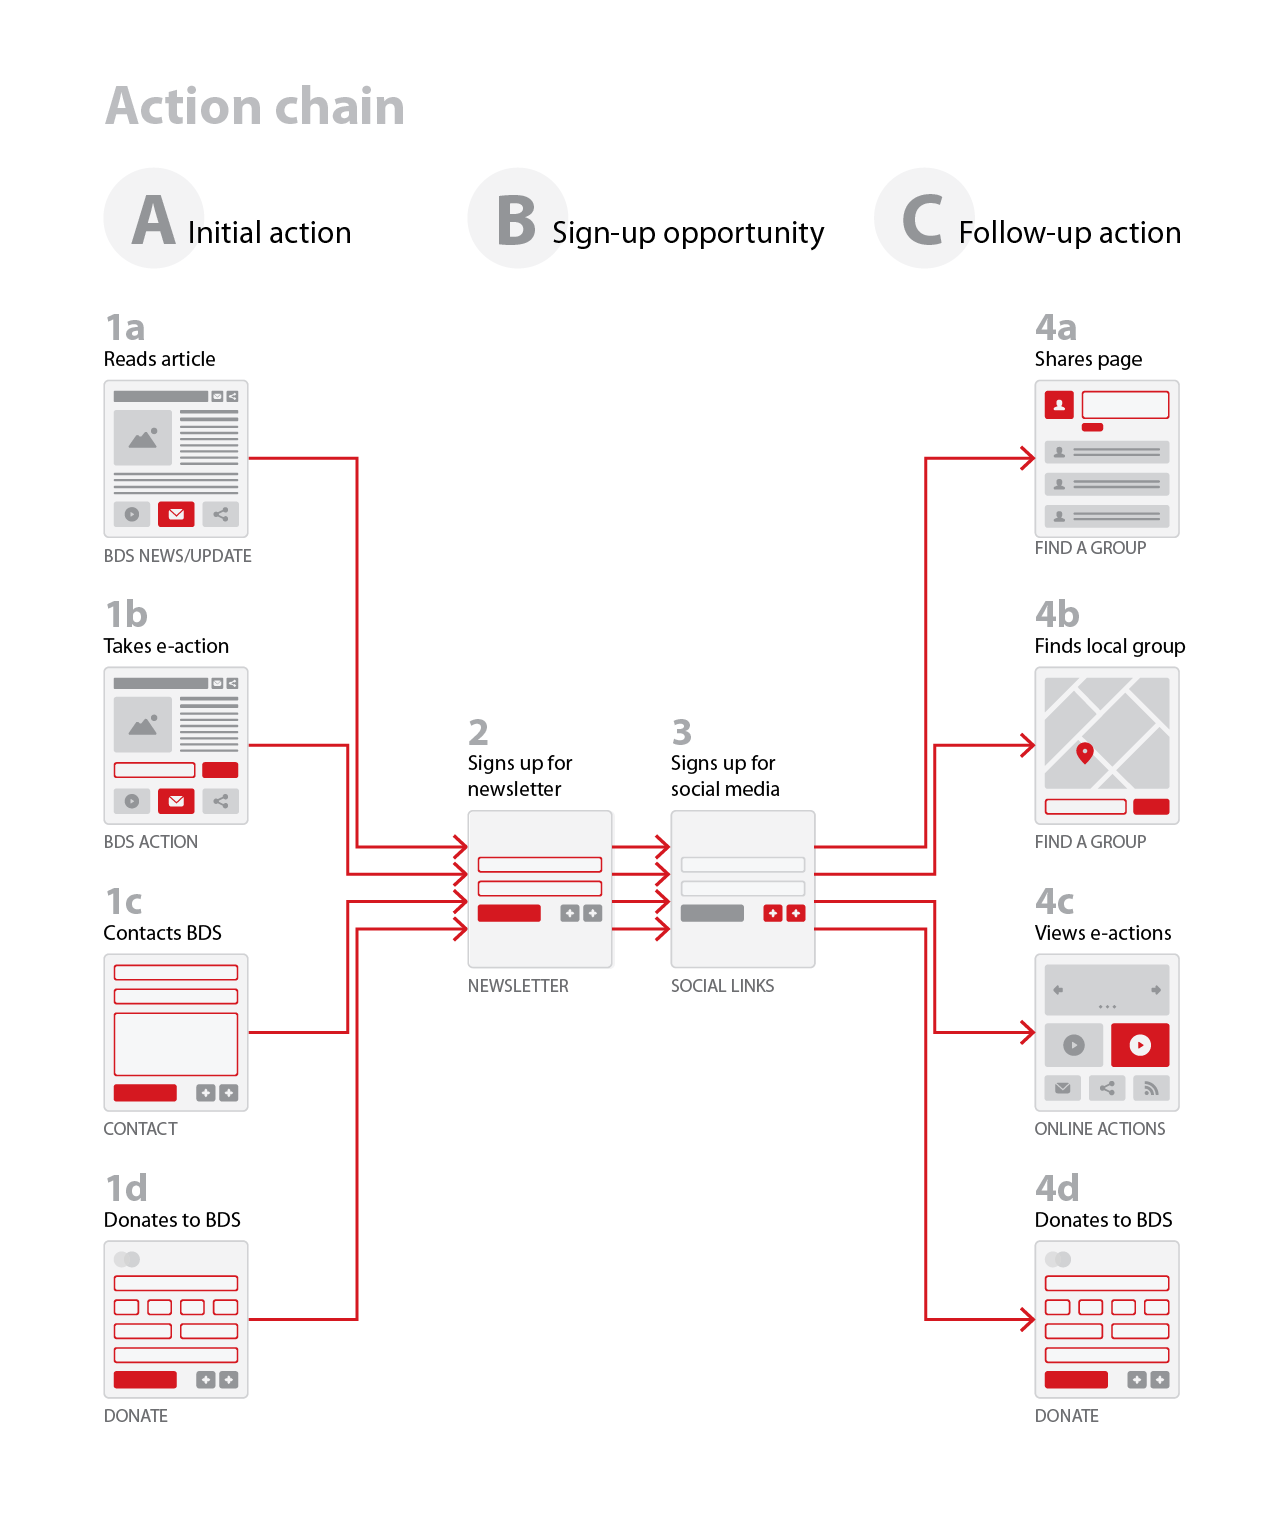 Action chain
A Initial action
B Sign-up opportunity
C Follow-up action
1a
Reads article
BDS NEWS/UPDATE
1b
Takes e-action
BDS ACTION
1c
Contacts BDS
CONTACT
1d
Donates to BDS
DONATE
2
Signs up for
newsletter
NEWSLETTER
3
Signs up for
social media
SOCIAL LINKS
4a
Shares page
FIND A GROUP
4b
Finds local group
FIND A GROUP
4c
Views e-actions
ONLINE ACTIONS
4d
Donates to BDS
DONATE